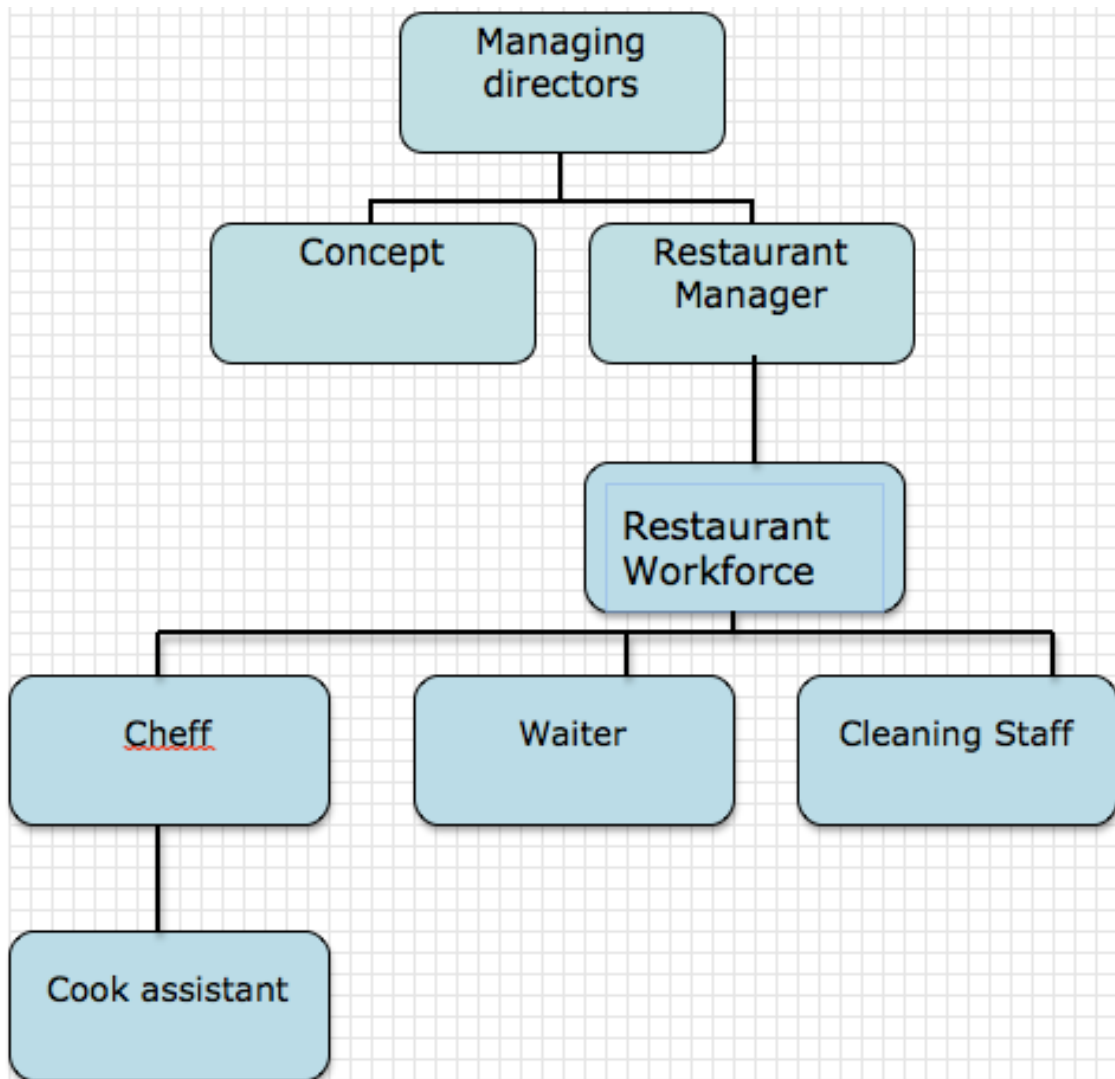 Managing
directors
Concept
Restaurant
Manager
Restaurant
Workforce
Cheff
Waiter
Cleaning Staff
Cook assistant